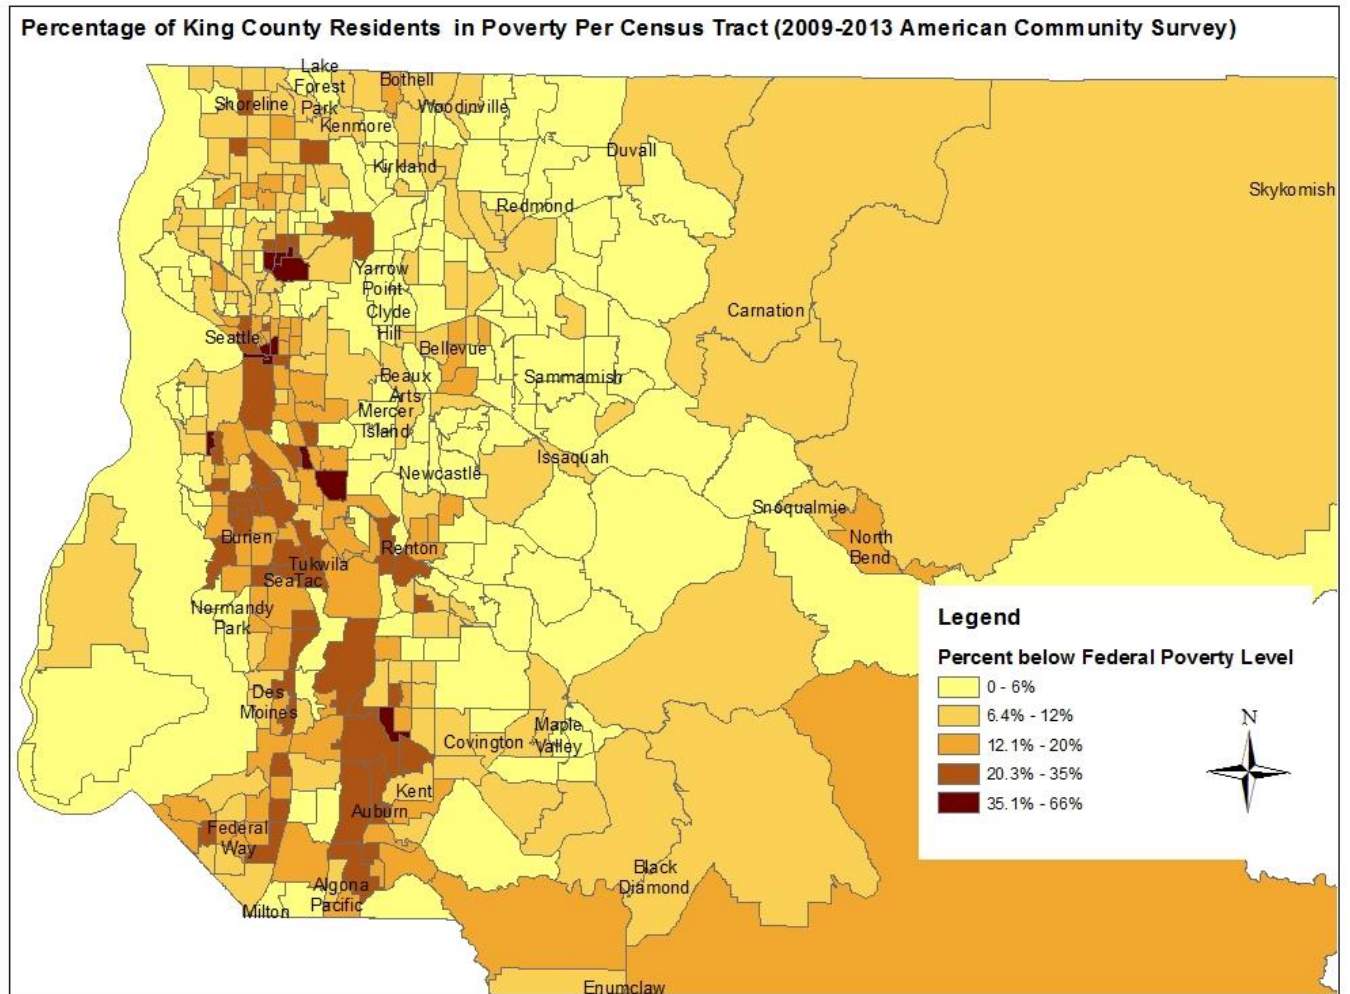 Percentage of King County Residents in Poverty Per Census Tract (2009-2013 American Community Survey)
Lake
Forest
Park
Bothell
Shoreline
Woodinville
Kenmore
Kirkland
Duvall
Skykomish
Redmond
Yarrow
Point
Clyde
Hill
Carnation
Seattle
Bellevue
Beaux
Arts
Sammamish
Mercer
Island
Issaquah
Newcastle
Snoqualmie
North
Bend
Burien
Renton
Tukwila
SeaTac
Normandy
Park
Des
Moines
Maple
Valley
Covington
Kent
Auburn
Federal
Way
Black
Diamond
Algona
Pacific
Milton
Enumclaw
Legend
Percent below Federal Poverty Level
0 - 6%
6.4% - 12%
12.1% - 20%
20.3% - 35%
35.1% - 66%
N